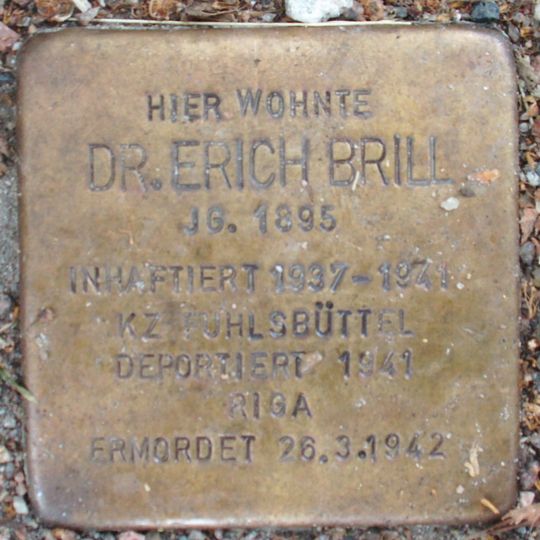 HIER WOHNTE
DR. ERICH BRILL
JG. 1895
INHAFTIERT 1937-1941
KZ FUHLSBÜTTEL
DEPORTIERT 1941
RIGA
ERMORDET 26.3.1942